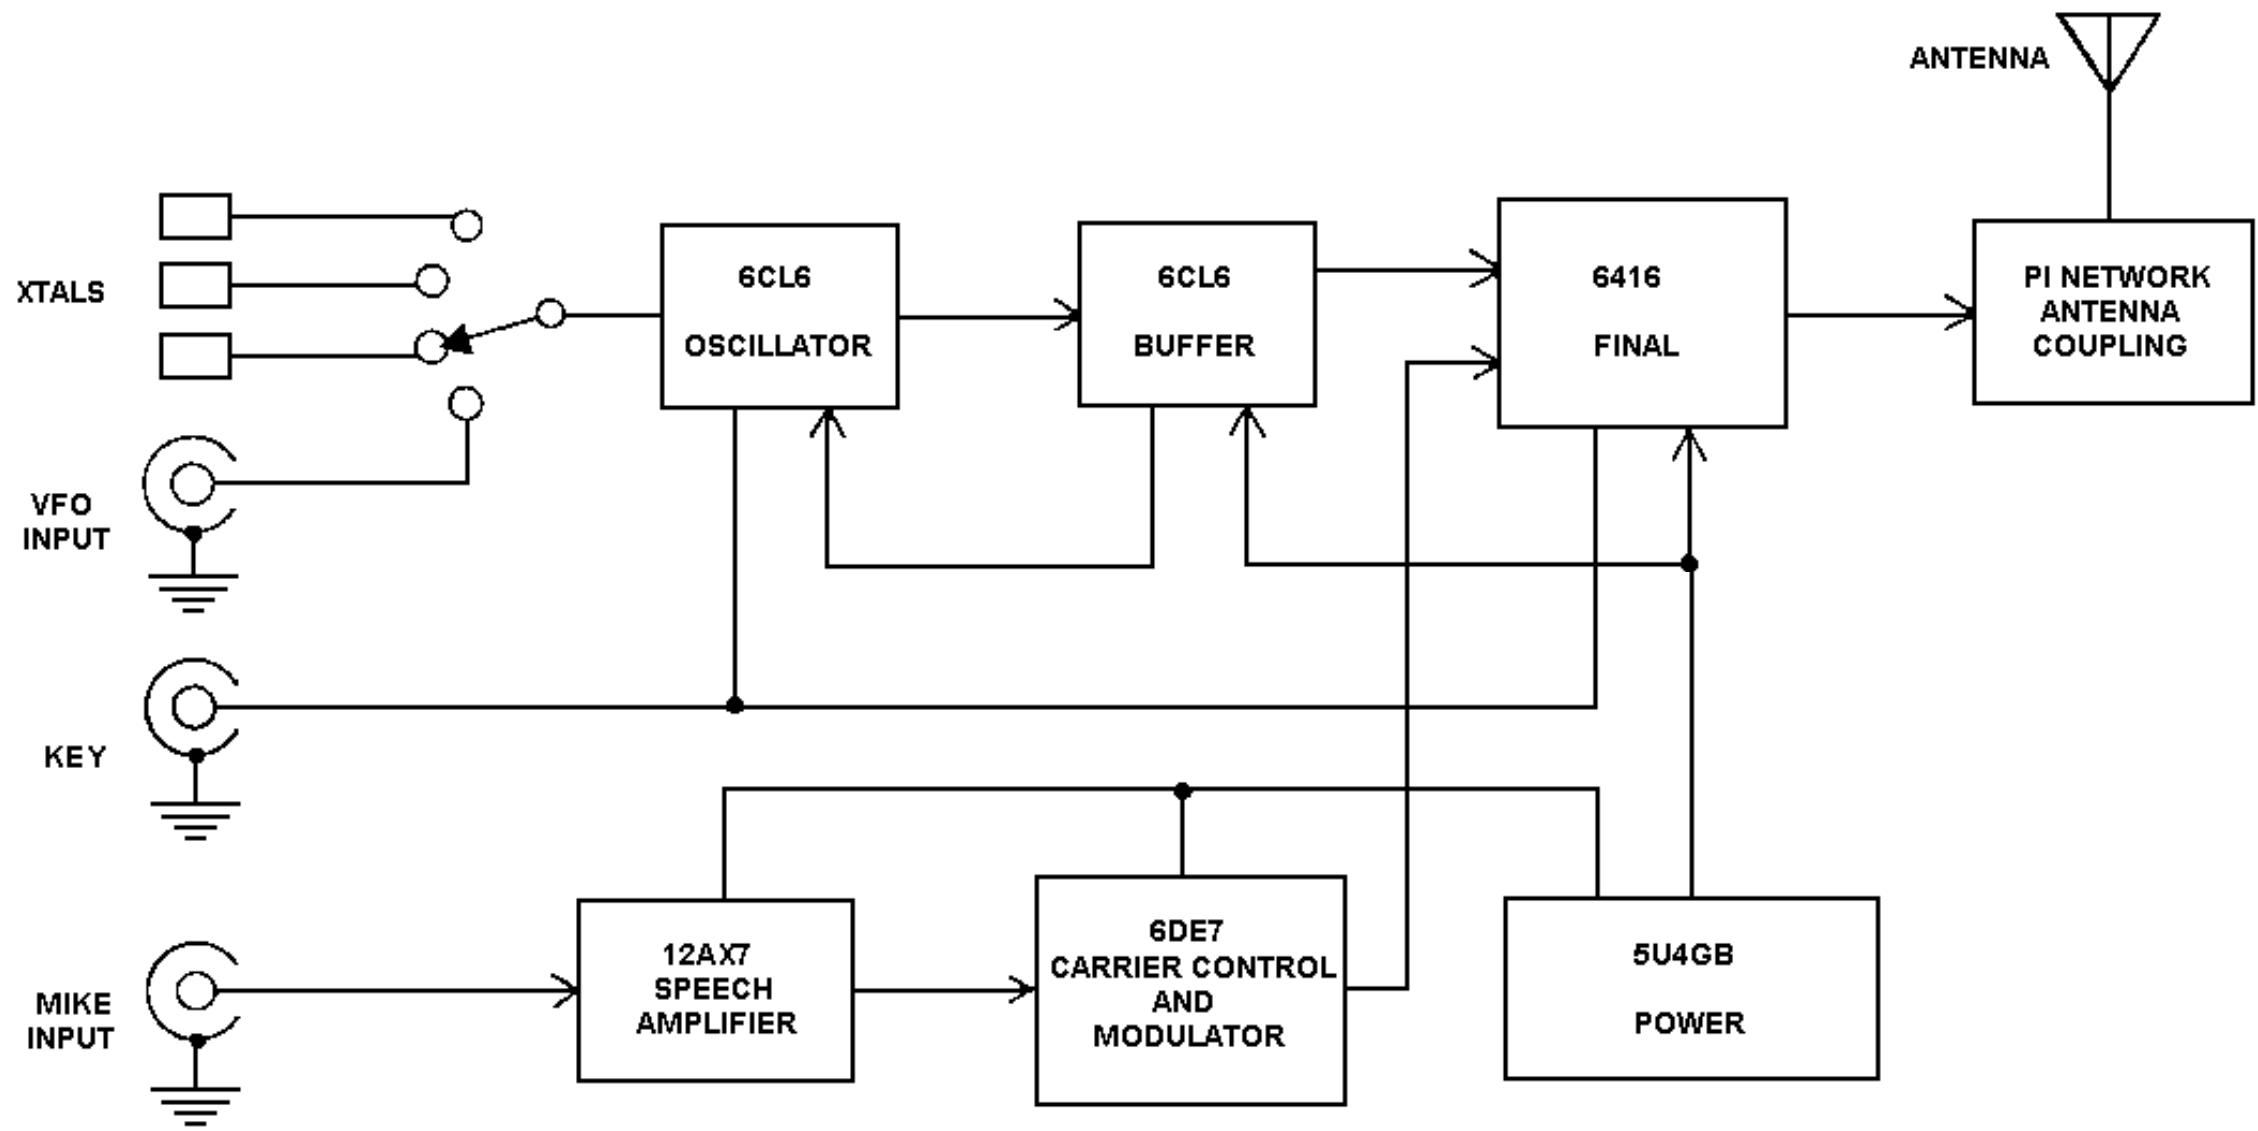 ANTENNA
XTALS
6CL6
OSCILLATOR
6CL6
BUFFER
6416
FINAL
PI NETWORK
ANTENNA
COUPLING
VFO
INPUT
KEY
MIKE
INPUT
12AX7
SPEECH
AMPLIFIER
6DE7
CARRIER CONTROL
AND
MODULATOR
5U4GB
POWER